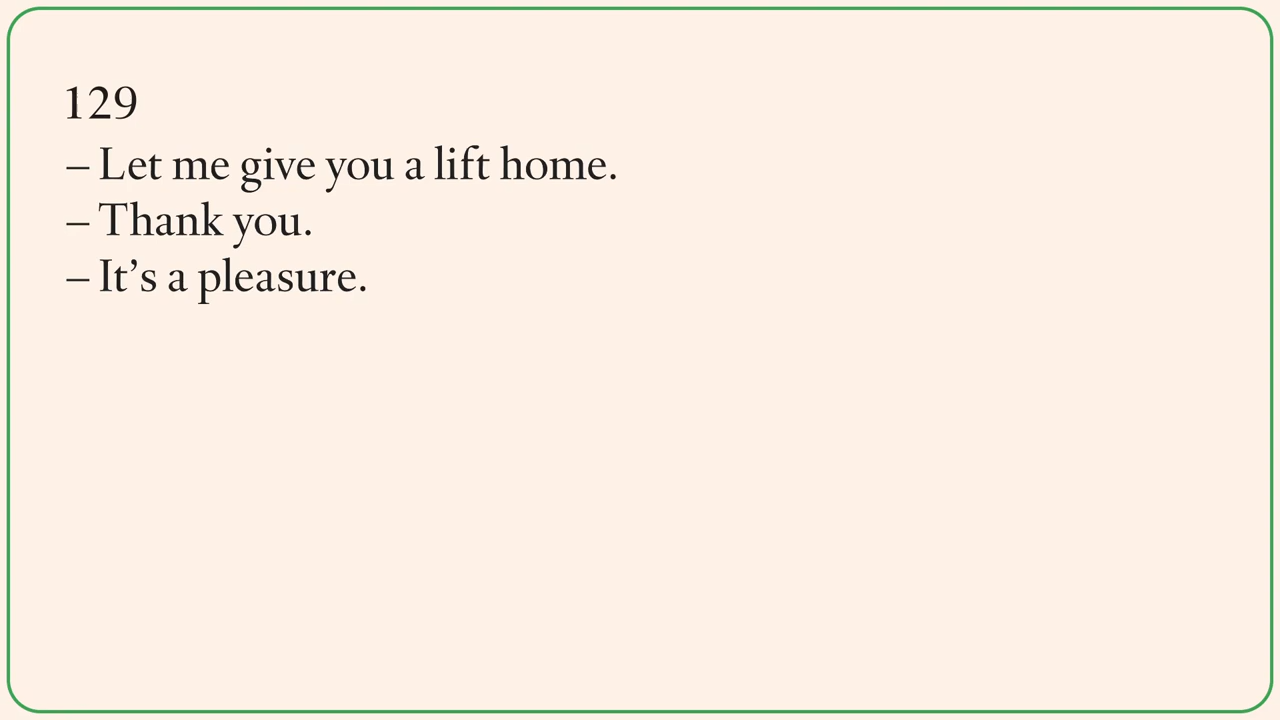 129
– Let me give you a lift home.
– Thank you.
– It’s a pleasure.